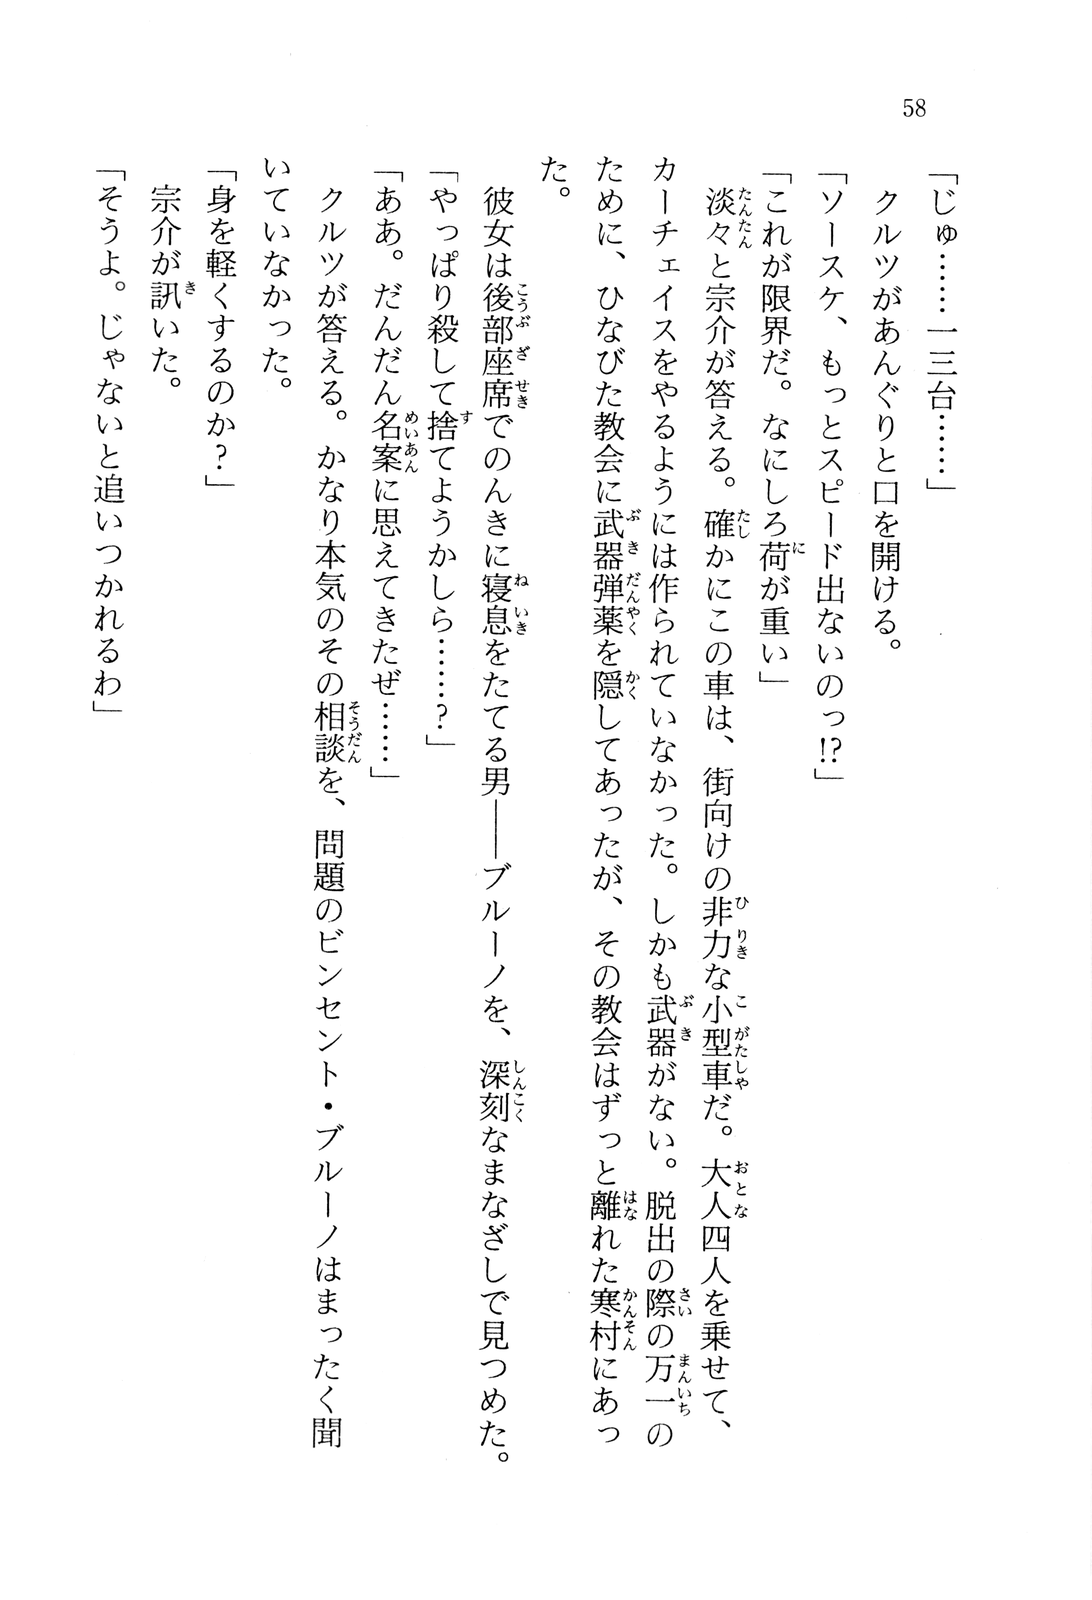 58
「じゅ……一三台……」
　クルツがあんぐりと口を開ける。
「ソースケ、もっとスピード出ないのっ!?」
「これが限界だ。なにしろ荷が重い」
　淡々と宗介が答える。確かにこの車は、街向けの非力な小型車だ。大人四人を乗せて、
カーチェイスをやるようには作られていなかった。しかも武器がない。脱出の際の万一の
ために、ひなびた教会に武器弾薬を隠してあったが、その教会はずっと離れた寒村にあっ
た。
　彼女は後部座席でのんきに寝息をたてる男――ブルーノを、深刻なまなざしで見つめた。
「やっぱり殺して捨てようかしら……?」
「ああ。だんだん名案に思えてきたぜ……」
　クルツが答える。かなり本気のその相談を、問題のビンセント・ブルーノはまったく聞
いていなかった。
「身を軽くするのか?」
　宗介が訊いた。
「そうよ。じゃないと追いつかれるわ」